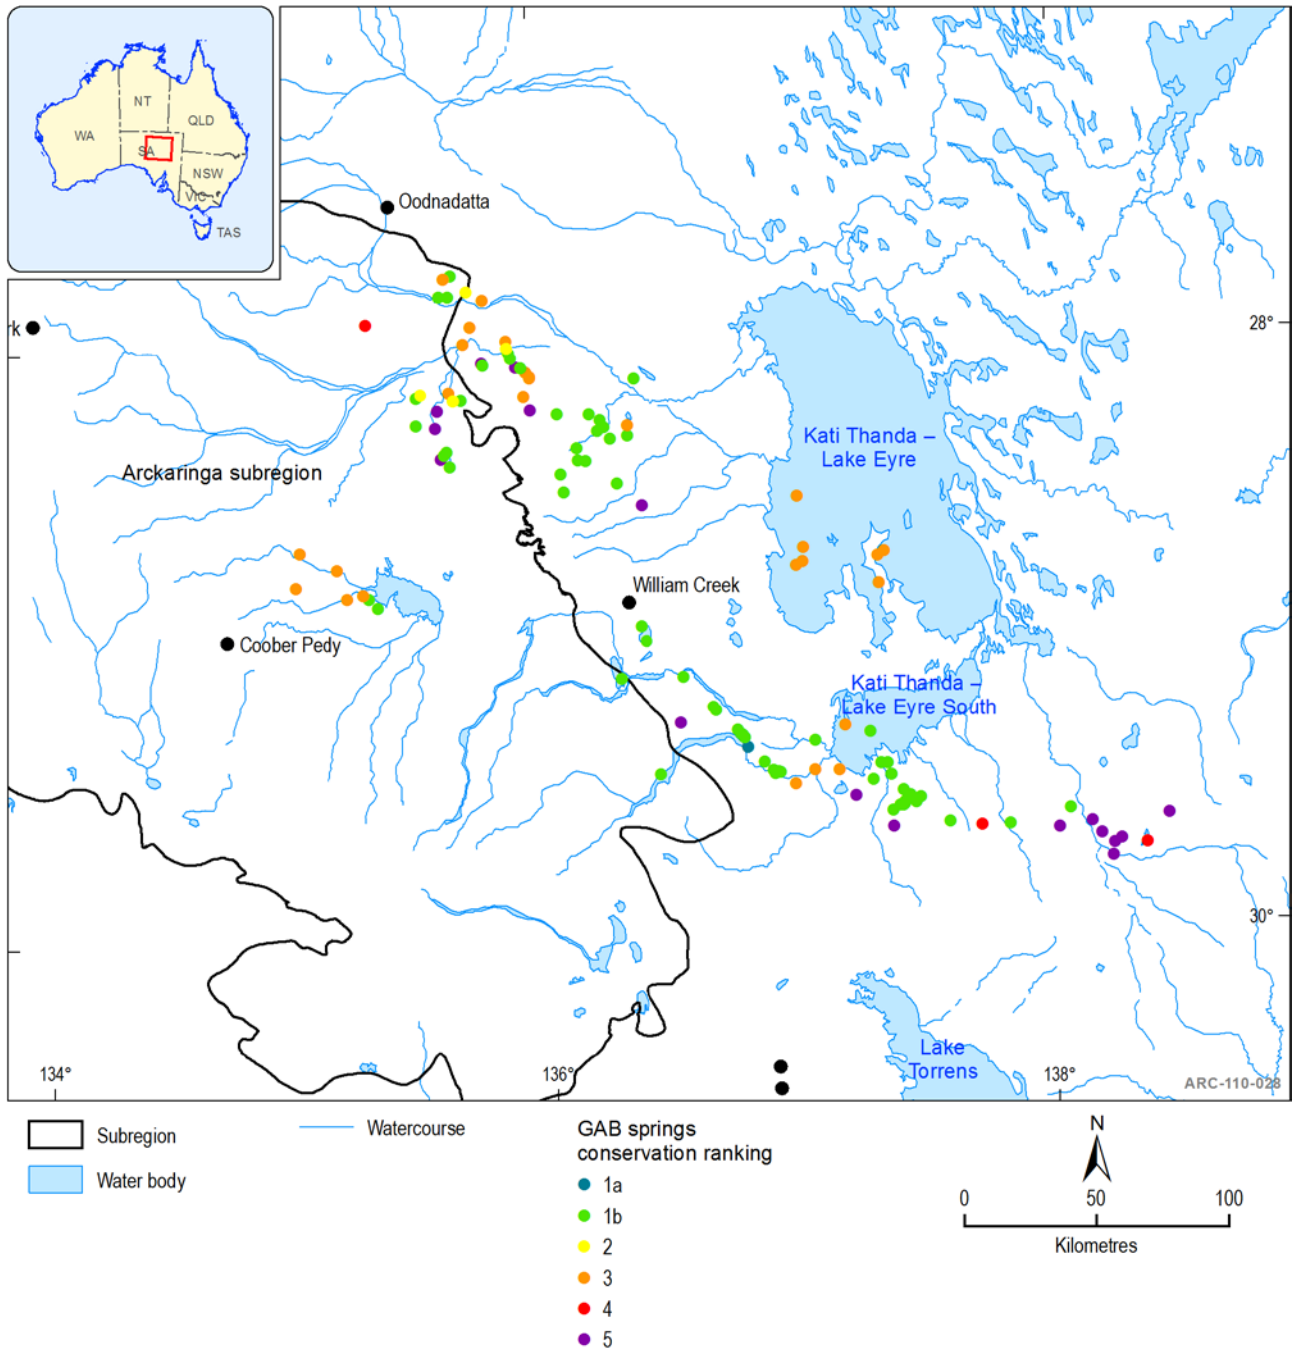 NT
WA
QLD
SA
NSW
VIC
TAS
Oodnadatta
rk
28°
Kati Thanda –
Lake Eyre
Arckaringa subregion
William Creek
Coober Pedy
Kati Thanda –
Lake Eyre South
30°
Lake
Torrens
134°
136°
138°
ARC-110-028
Subregion
Water body
Watercourse
GAB springs
conservation ranking
1a
1b
2
3
4
5
N
0 50 100
Kilometres